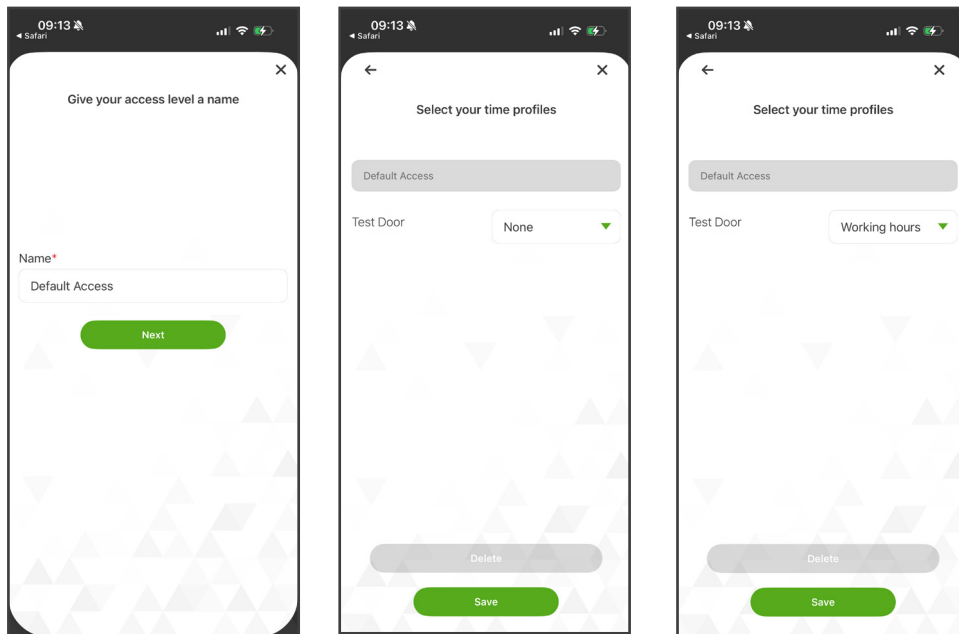 09:13
◄ Safari
Give your access level a name
Name*
Default Access
Next
09:13
◄ Safari
Select your time profiles
Default Access
Test Door
None
Delete
Save
09:13
◄ Safari
Select your time profiles
Default Access
Test Door
Working hours
Delete
Save